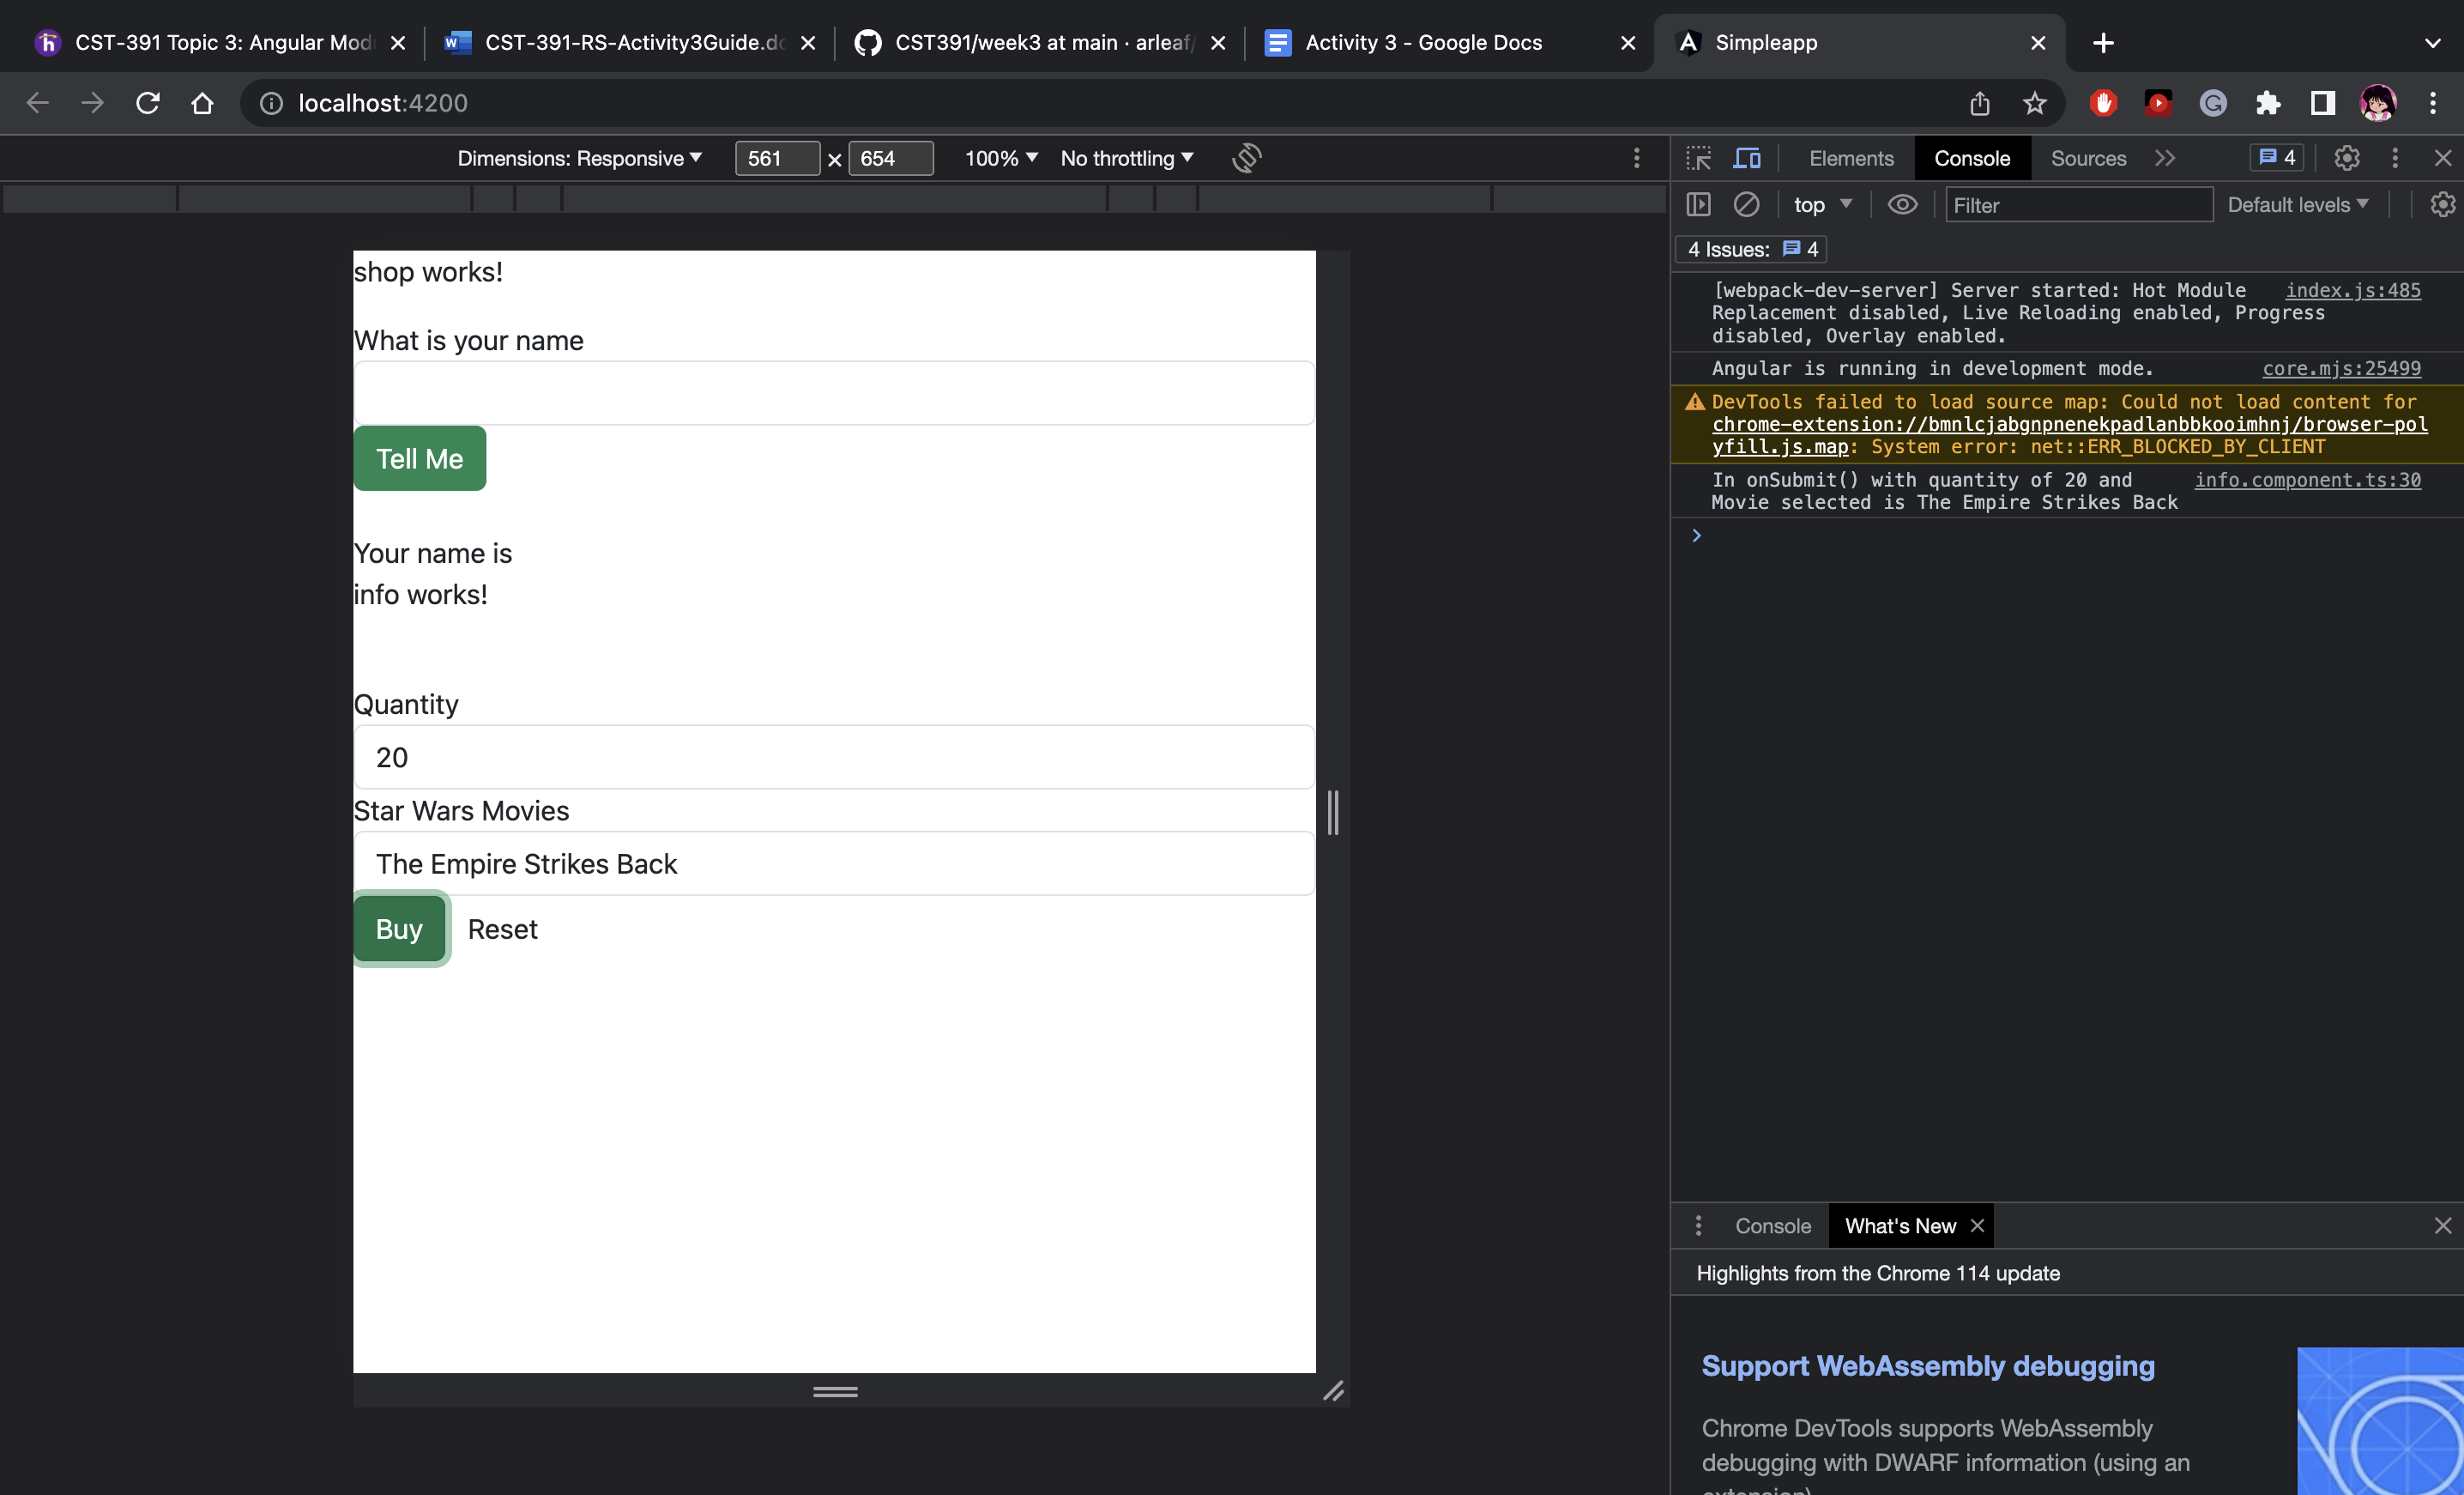 CST-391 Topic 3: Angular Mod
CST-391-RS-Activity3Guide.do
CST391/week3 at main · arleaf/
Activity 3 - Google Docs
Simpleapp
localhost:4200
Dimensions: Responsive
561 × 654
100%
No throttling
Elements
Console
Sources
4
top
Filter
Default levels
4 Issues: 4
shop works!
What is your name
Tell Me
Your name is
info works!
Quantity
20
Star Wars Movies
The Empire Strikes Back
Buy
Reset
[webpack-dev-server] Server started: Hot Module index.js:485
Replacement disabled, Live Reloading enabled, Progress
disabled, Overlay enabled.
Angular is running in development mode. core.mjs:25499
DevTools failed to load source map: Could not load content for
chrome-extension://bmnlcjabgnpnenekpadlanbbkooimhnj/browser-pol
yfill.js.map: System error: net::ERR_BLOCKED_BY_CLIENT
In onSubmit() with quantity of 20 and info.component.ts:30
Movie selected is The Empire Strikes Back
Console
What's New
Highlights from the Chrome 114 update
Support WebAssembly debugging
Chrome DevTools supports WebAssembly
debugging with DWARF information (using an
extension)